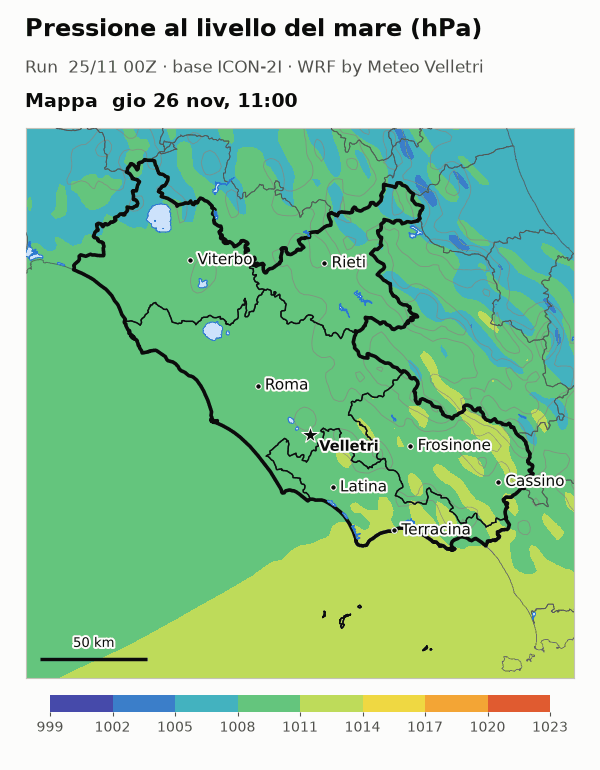 Pressione al livello del mare (hPa)
Run  25/11 00Z · base ICON-2I · WRF by Meteo Velletri
Mappa  gio 26 nov, 11:00
Viterbo
Rieti
Roma
Velletri
Frosinone
Latina
Cassino
Terracina
50 km
999 1002 1005 1008 1011 1014 1017 1020 1023